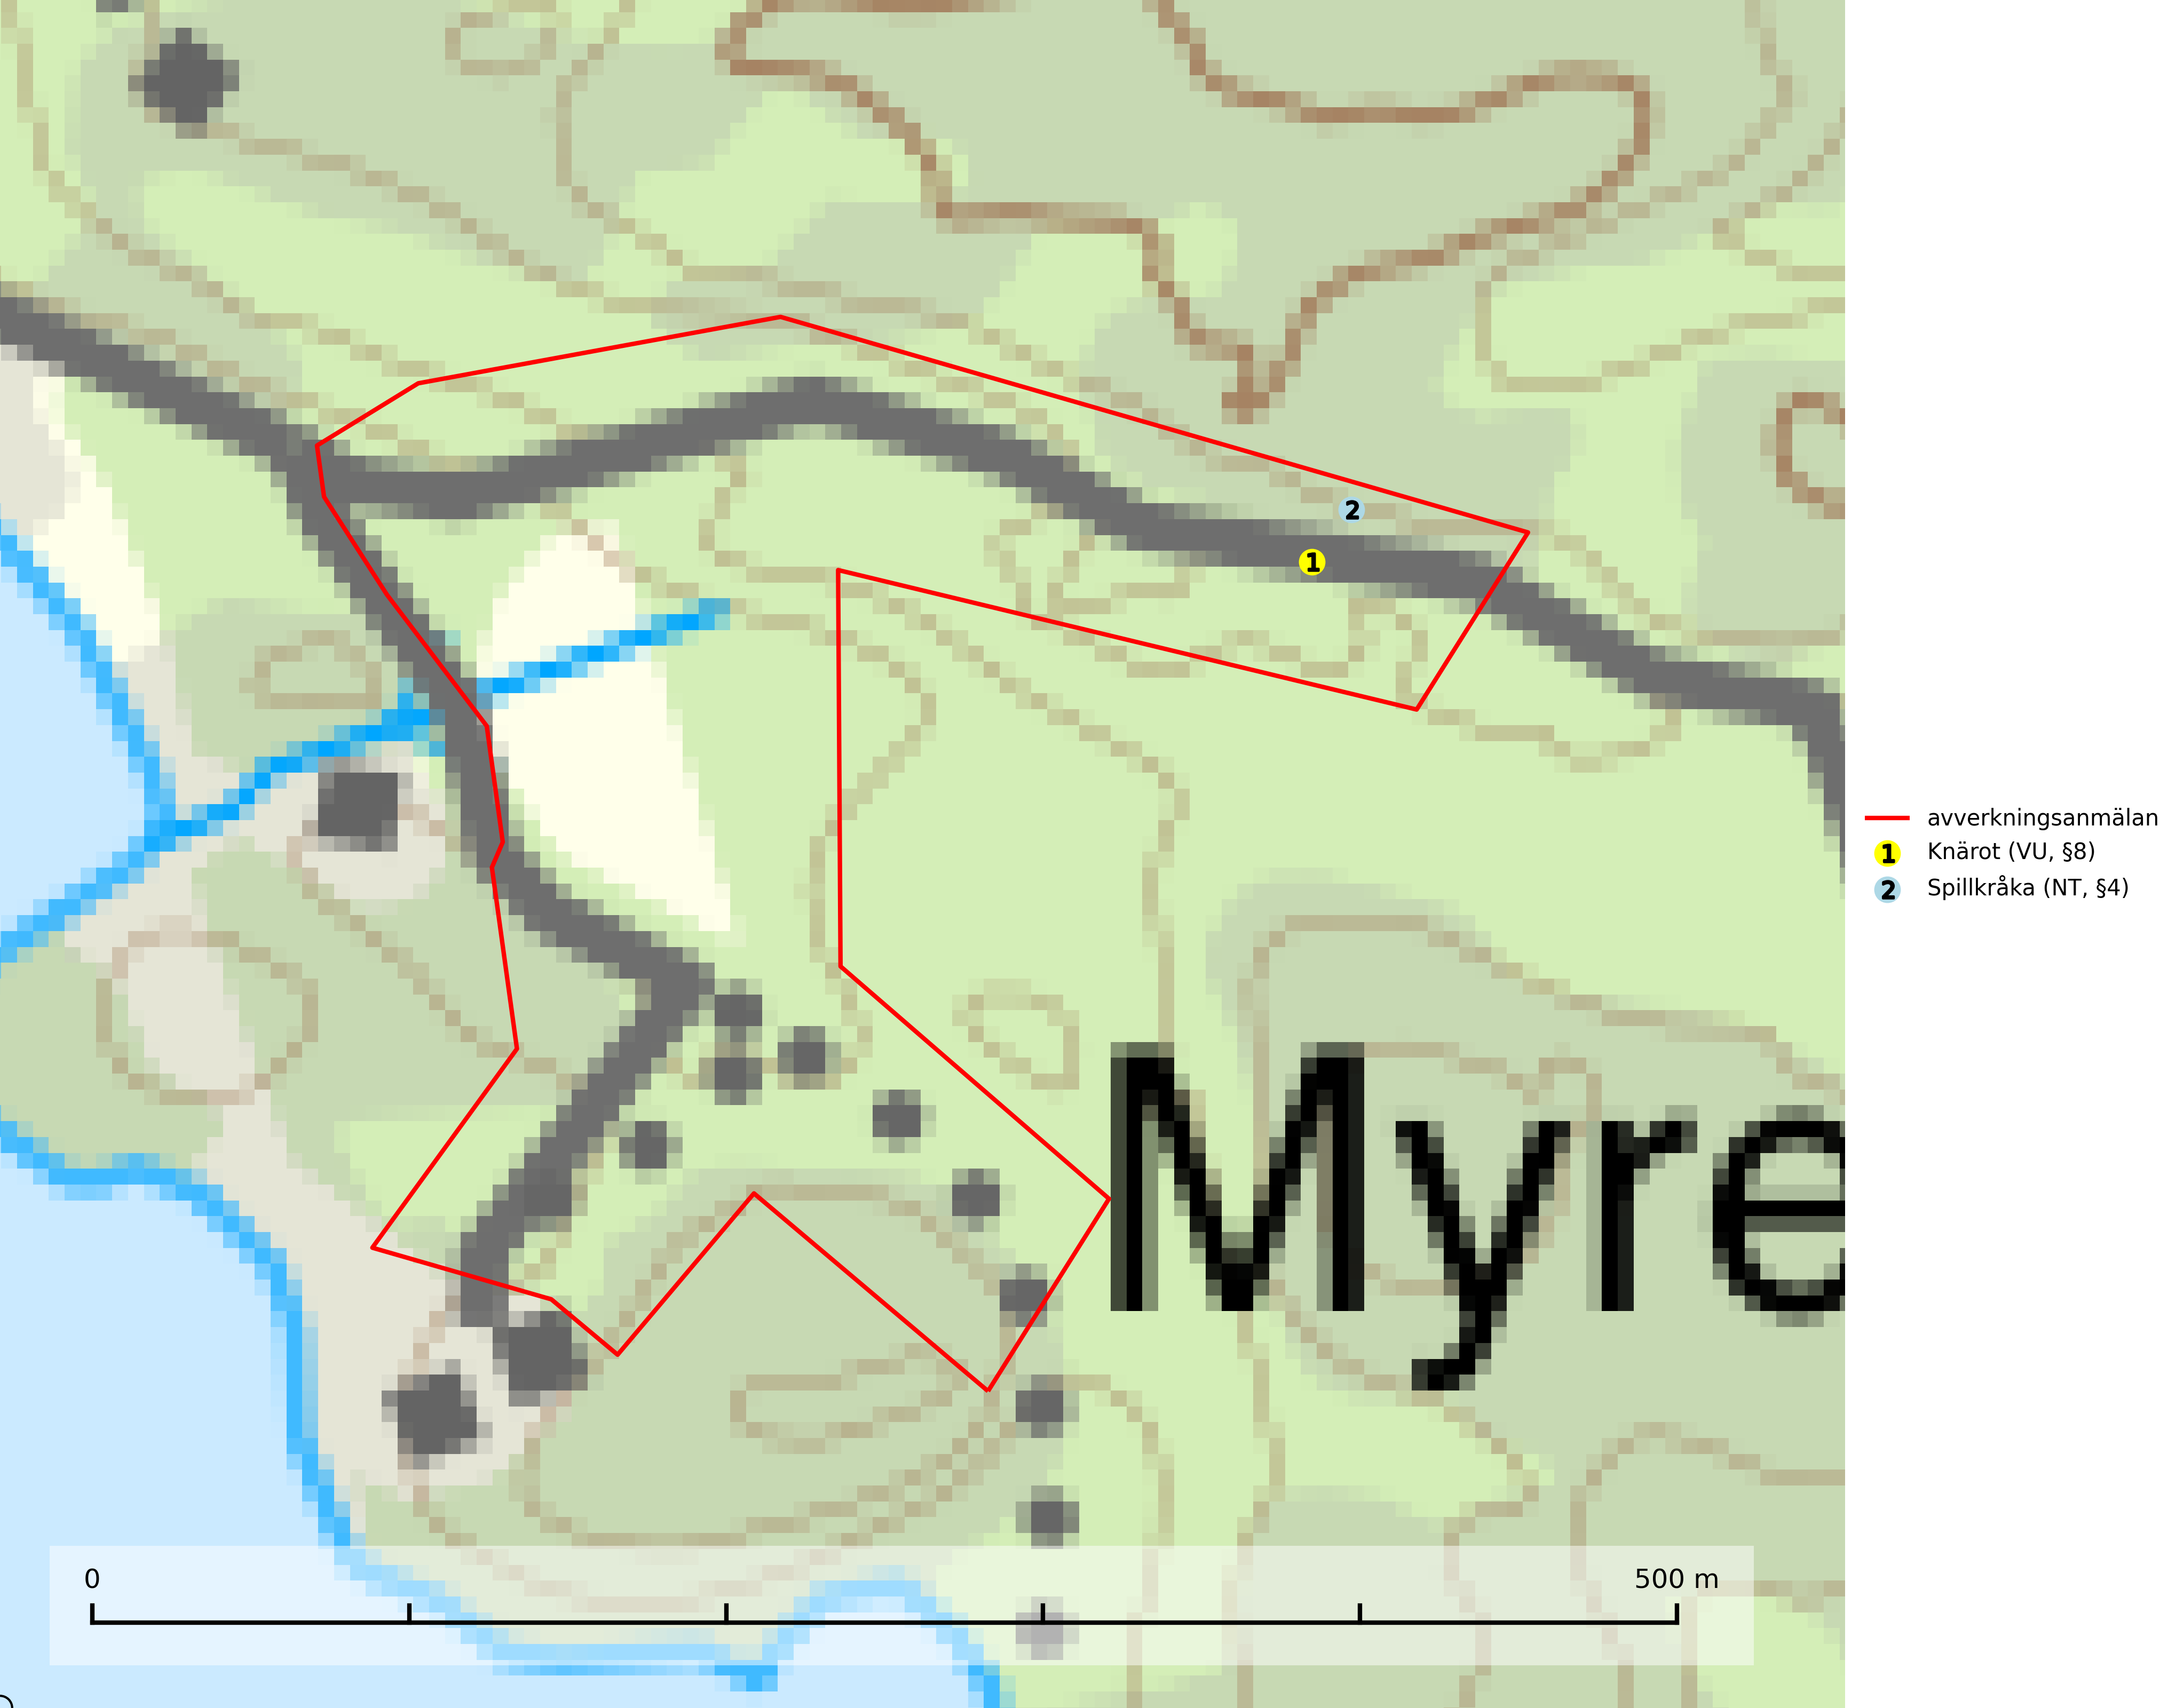 2
1
avverkningsanmälan
1 Knärot (VU, §8)
2 Spillkråka (NT, §4)
Myre
0 500 m